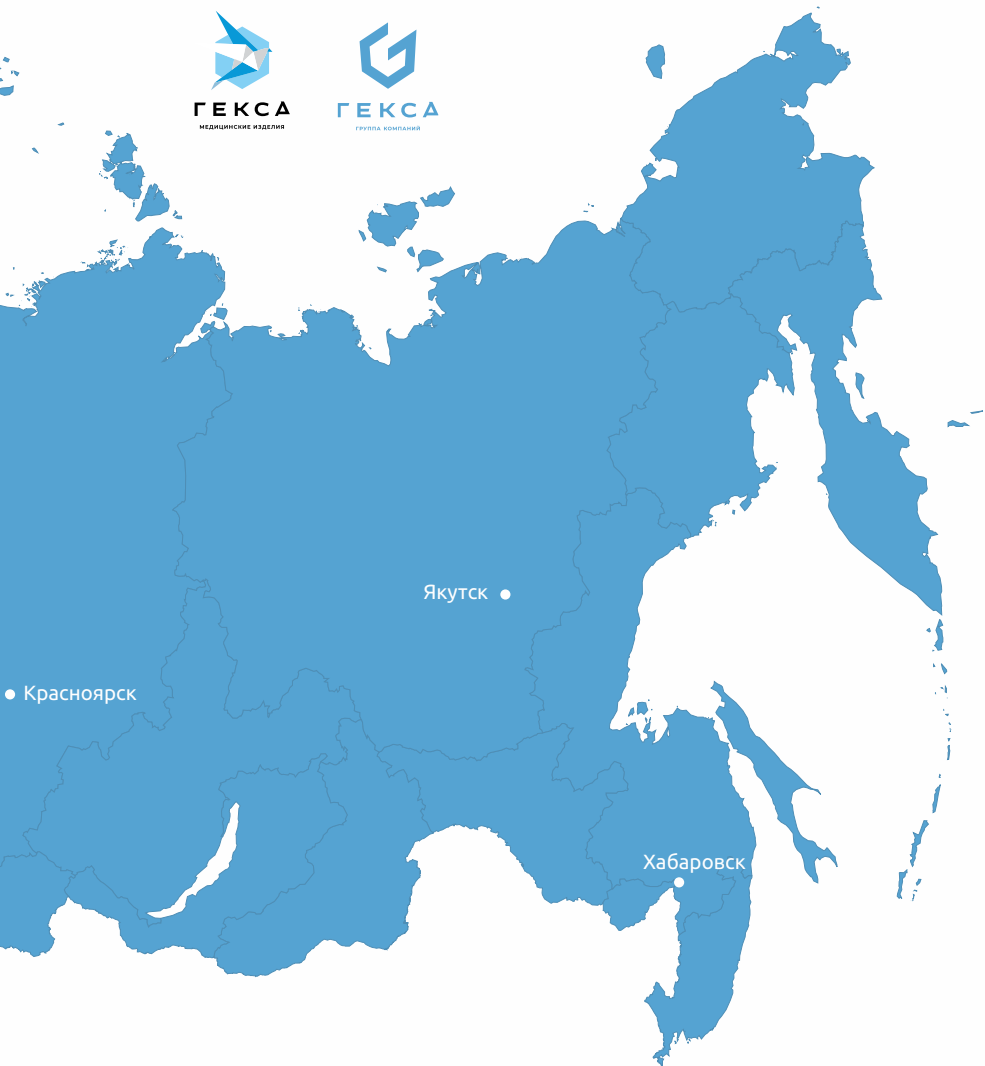 ГЕКСА
МЕДИЦИНСКИЕ ИЗДЕЛИЯ
ГЕКСА
ГРУППА КОМПАНИЙ
Якутск
Красноярск
Хабаровск